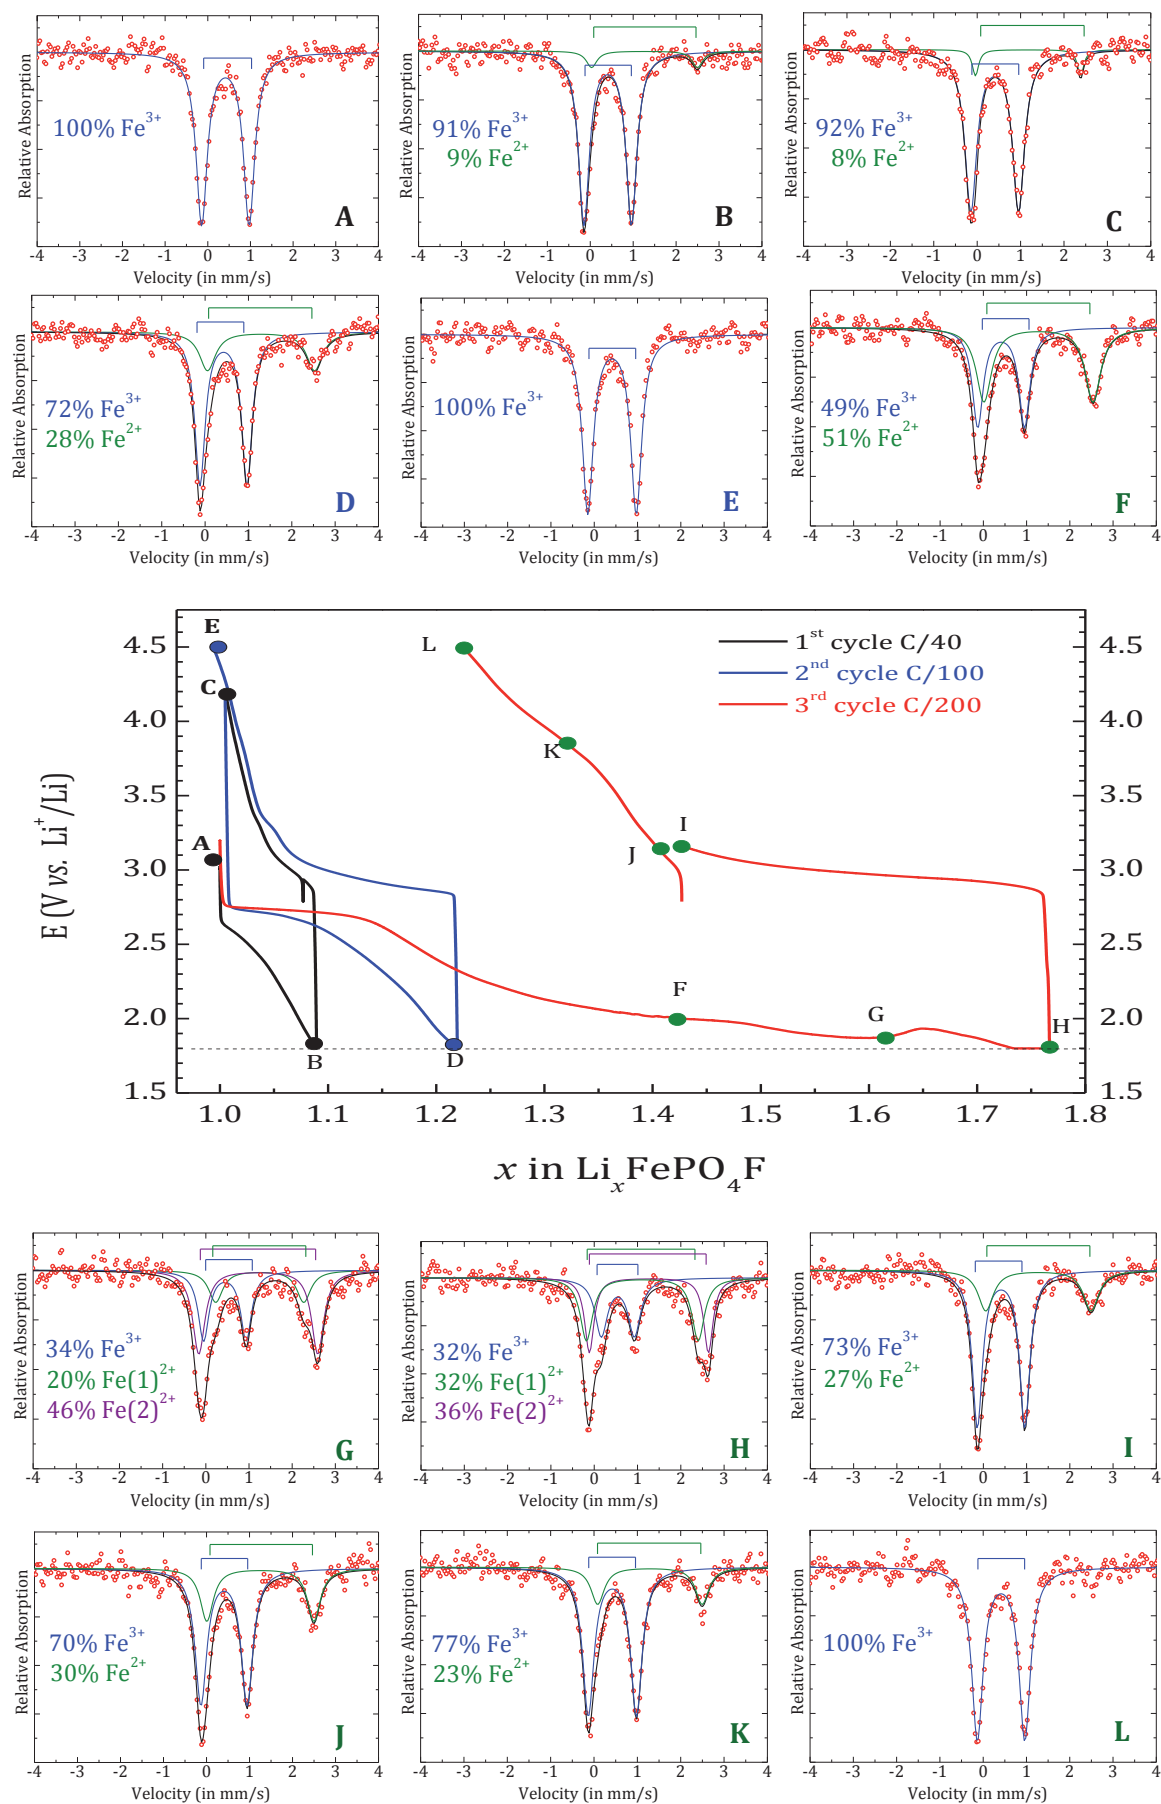 Relative Absorption
100% Fe³⁺
A
-4 -3 -2 -1 0 1 2 3 4
Velocity (in mm/s)
Relative Absorption
91% Fe³⁺
9% Fe²⁺
B
-4 -3 -2 -1 0 1 2 3 4
Velocity (in mm/s)
Relative Absorption
92% Fe³⁺
8% Fe²⁺
C
-4 -3 -2 -1 0 1 2 3 4
Velocity (in mm/s)
Relative Absorption
72% Fe³⁺
28% Fe²⁺
D
-4 -3 -2 -1 0 1 2 3 4
Velocity (in mm/s)
Relative Absorption
100% Fe³⁺
E
-4 -3 -2 -1 0 1 2 3 4
Velocity (in mm/s)
Relative Absorption
49% Fe³⁺
51% Fe²⁺
F
-4 -3 -2 -1 0 1 2 3 4
Velocity (in mm/s)
E (V vs. Li⁺/Li)
4.5
4.0
3.5
3.0
2.5
2.0
1.5
E
C
A
B
D
L
K
J
I
F
G
H
1ˢᵗ cycle C/40
2ⁿᵈ cycle C/100
3ʳᵈ cycle C/200
4.5
4.0
3.5
3.0
2.5
2.0
1.5
1.0 1.1 1.2 1.3 1.4 1.5 1.6 1.7 1.8
x in LiₓFePO₄F
Relative Absorption
34% Fe³⁺
20% Fe(1)²⁺
46% Fe(2)²⁺
G
-4 -3 -2 -1 0 1 2 3 4
Velocity (in mm/s)
Relative Absorption
32% Fe³⁺
32% Fe(1)²⁺
36% Fe(2)²⁺
H
-4 -3 -2 -1 0 1 2 3 4
Velocity (in mm/s)
Relative Absorption
73% Fe³⁺
27% Fe²⁺
I
-4 -3 -2 -1 0 1 2 3 4
Velocity (in mm/s)
Relative Absorption
70% Fe³⁺
30% Fe²⁺
J
-4 -3 -2 -1 0 1 2 3 4
Velocity (in mm/s)
Relative Absorption
77% Fe³⁺
23% Fe²⁺
K
-4 -3 -2 -1 0 1 2 3 4
Velocity (in mm/s)
Relative Absorption
100% Fe³⁺
L
-4 -3 -2 -1 0 1 2 3 4
Velocity (in mm/s)